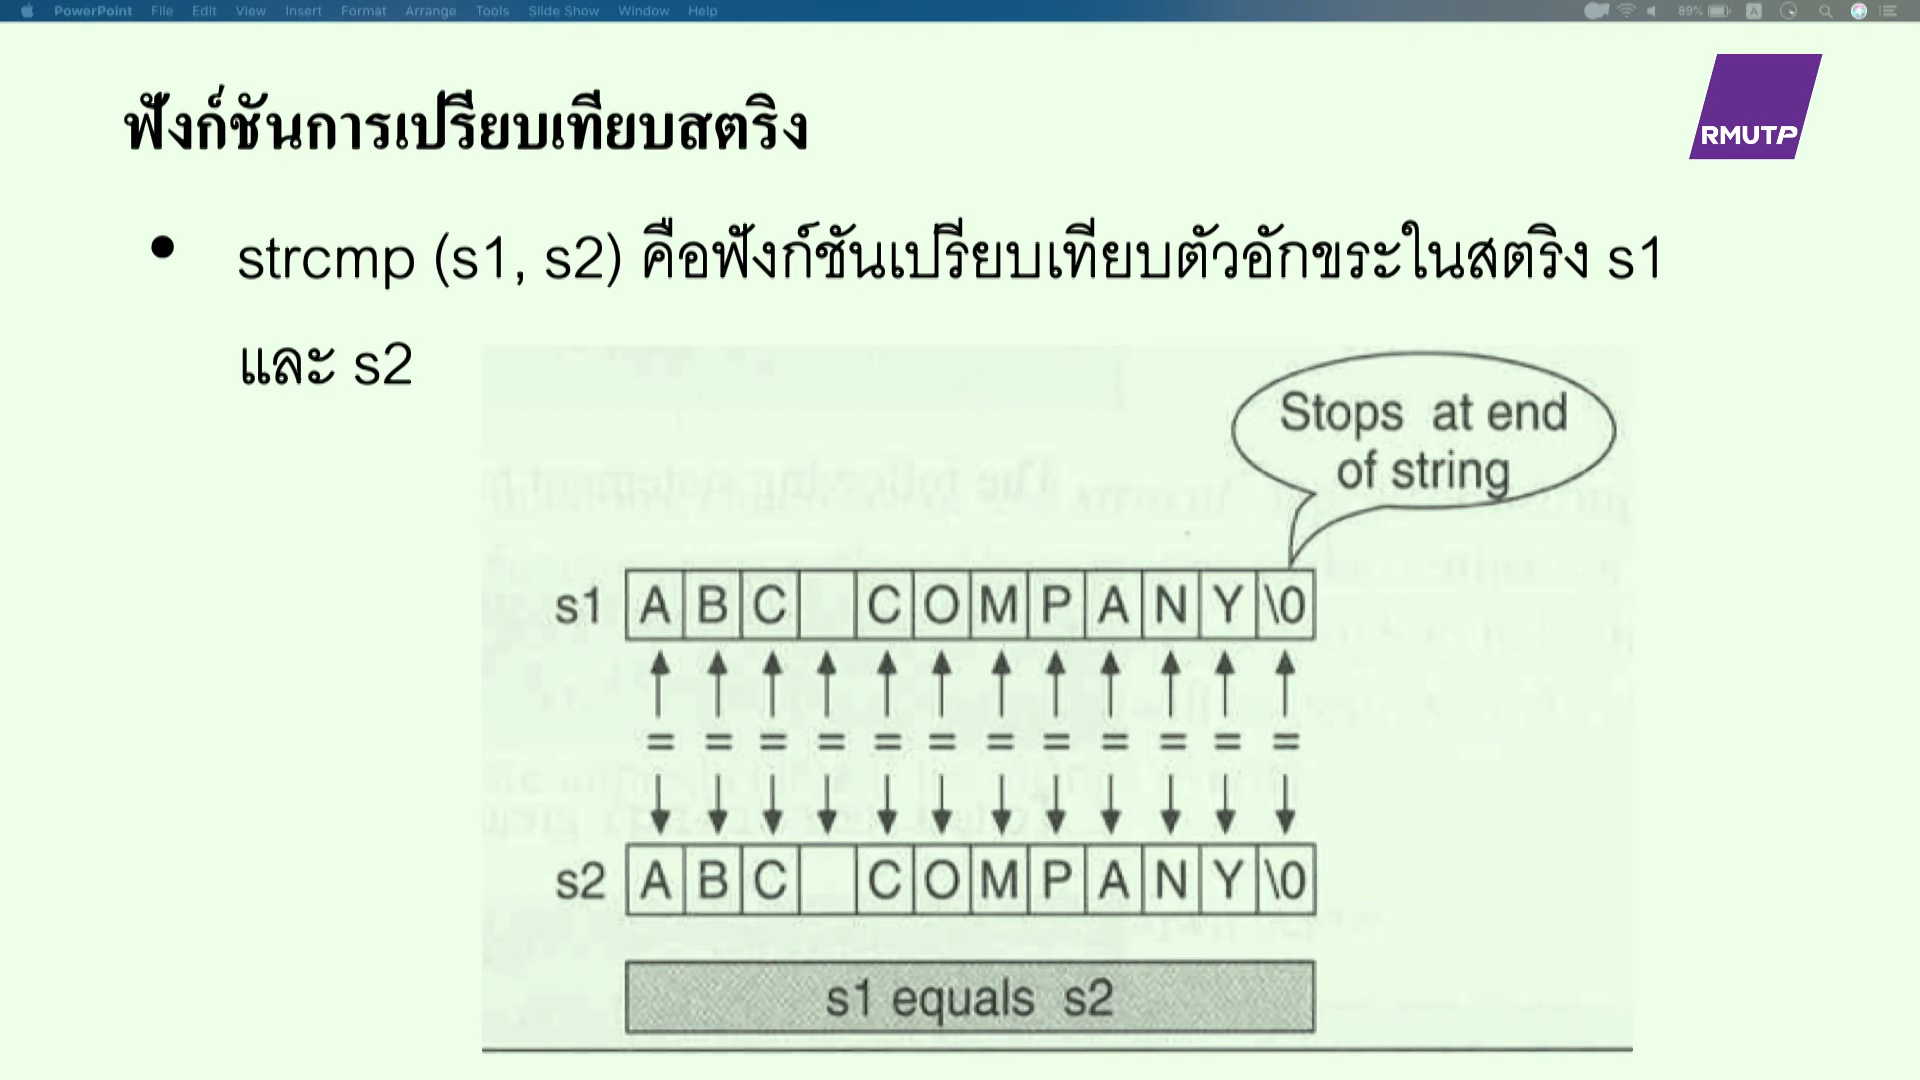 PowerPoint File Edit View Insert Format Arrange Tools Slide Show Window Help 89% A
ฟังก์ชันการเปรียบเทียบสตริง
RMUTP
• strcmp (s1, s2) คือฟังก์ชันเปรียบเทียบตัวอักขระในสตริง s1
และ s2
Stops at end
of string
s1 A B C C O M P A N Y \0
= = = = = = = = = = = =
s2 A B C C O M P A N Y \0
s1 equals s2